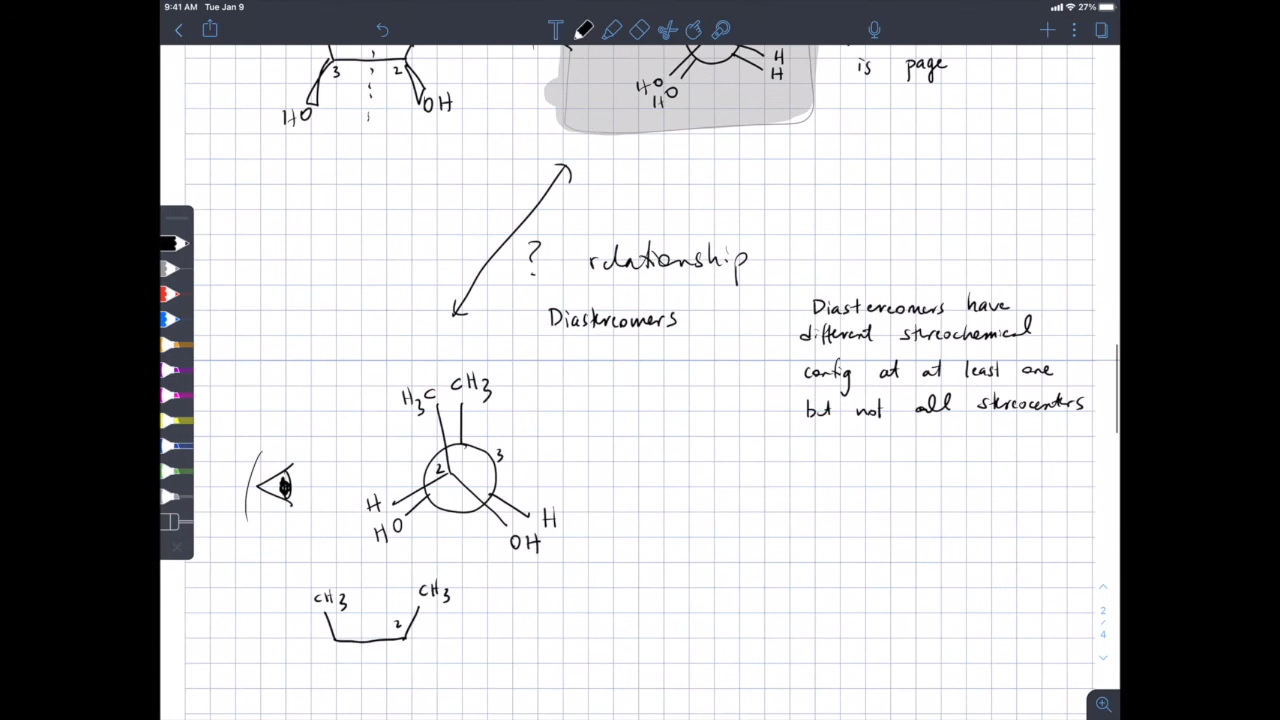 9:41 AM Tue Jan 9
27%
T
3
2
HO
OH
H
H
HO
HO
is page
?
relationship
Diastereomers
Diastereomers have
different stereochemical
config at at least one
but not all stereocenters
H3C
CH3
2
3
H
HO
H
OH
CH3
CH3
2
2
/
4